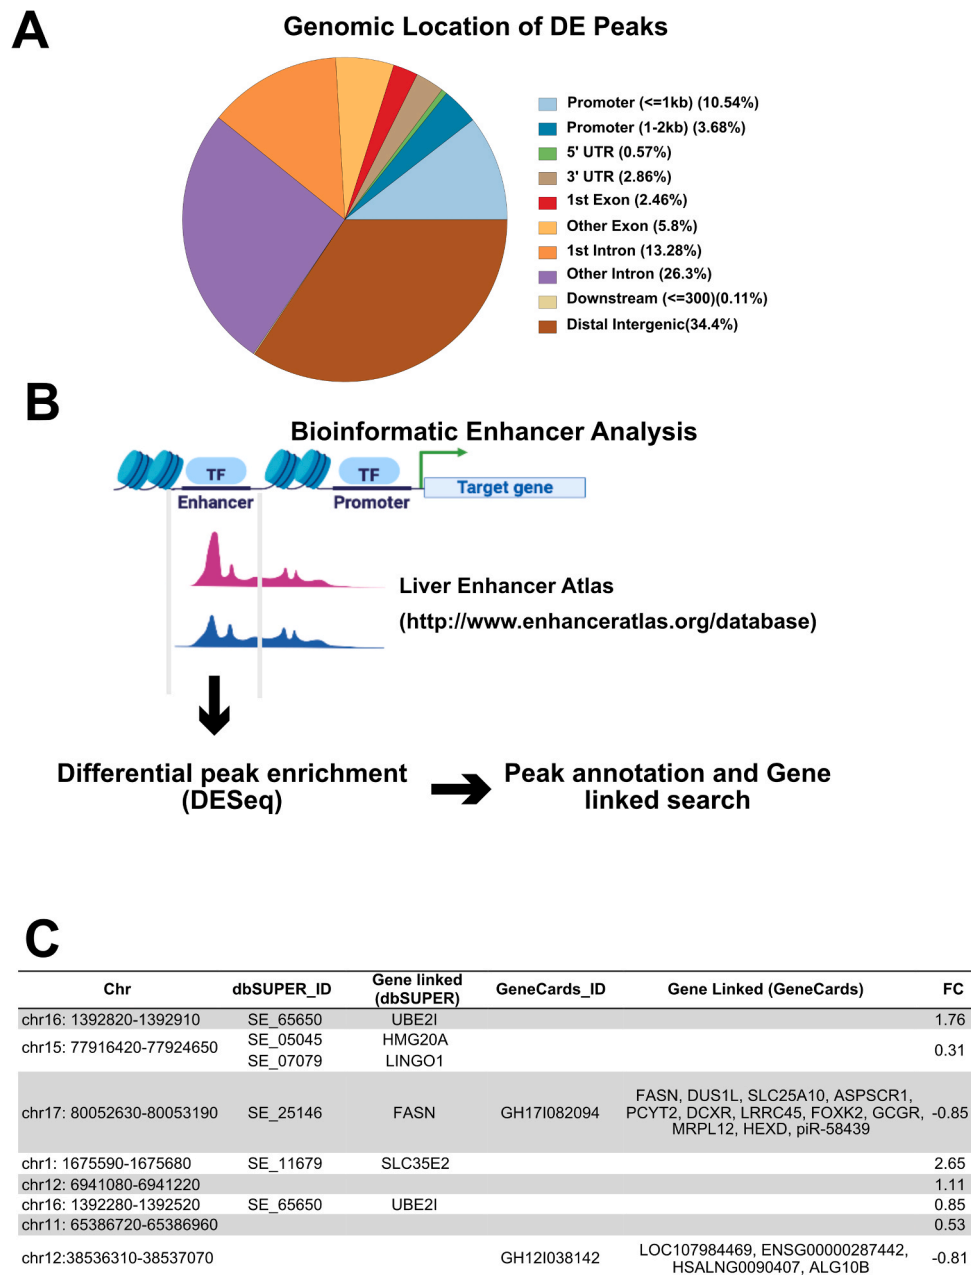 A
Genomic Location of DE Peaks
Promoter (<=1kb) (10.54%)
Promoter (1-2kb) (3.68%)
5' UTR (0.57%)
3' UTR (2.86%)
1st Exon (2.46%)
Other Exon (5.8%)
1st Intron (13.28%)
Other Intron (26.3%)
Downstream (<=300)(0.11%)
Distal Intergenic(34.4%)
B
Bioinformatic Enhancer Analysis
TF TF
Enhancer Promoter Target gene
Liver Enhancer Atlas
(http://www.enhanceratlas.org/database)
Differential peak enrichment
(DESeq)
Peak annotation and Gene
linked search
C
Chr dbSUPER_ID Gene linked (dbSUPER) GeneCards_ID Gene Linked (GeneCards) FC
chr16: 1392820-1392910 SE_65650 UBE2I 1.76
chr15: 77916420-77924650 SE_05045 HMG20A 0.31
SE_07079 LINGO1
chr17: 80052630-80053190 SE_25146 FASN GH17I082094 FASN, DUS1L, SLC25A10, ASPSCR1,
PCYT2, DCXR, LRRC45, FOXK2, GCGR, -0.85
MRPL12, HEXD, piR-58439
chr1: 1675590-1675680 SE_11679 SLC35E2 2.65
chr12: 6941080-6941220 1.11
chr16: 1392280-1392520 SE_65650 UBE2I 0.85
chr11: 65386720-65386960 0.53
chr12:38536310-38537070 GH12I038142 LOC107984469, ENSG00000287442, -0.81
HSALNG0090407, ALG10B